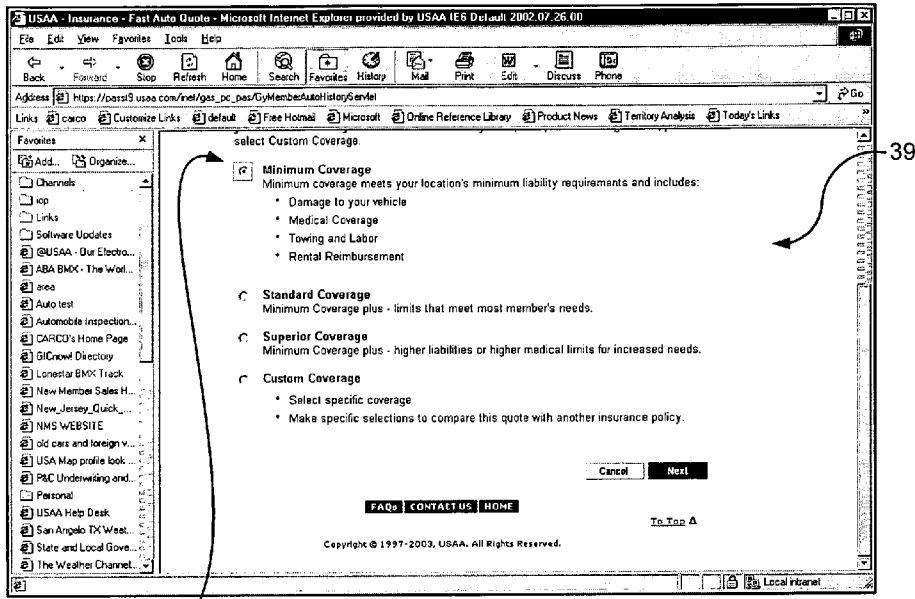 USAA - Insurance - Fast Auto Quote - Microsoft Internet Explorer provided by USAA (IE6 Default 2002.07.26.00
File Edit View Favorites Tools Help
Back Forward Stop Refresh Home Search Favorites History Mail Print Edit Discuss Phone
Address https://passt9.usaa.com/inet/gas_pc_pas/GyMemberAutoHistoryServlet Go
Links carco Customize Links default Free Hotmail Microsoft Online Reference Library Product News Territory Analysis Today's Links
Favorites x
Add... Organize...
Channels
iop
Links
Software Updates
@USAA - Our Electro...
ABA BMX - The Worl...
area
Auto test
Automobile Inspection...
CARCO's Home Page
GICnow! Directory
Lonestar BMX Track
New Member Sales H...
New_Jersey_Quick_...
NMS WEBSITE
old cars and foreign v...
USA Map profile look ...
P&C Underwriting and...
Personal
USAA Help Desk
San Angelo TX Weat...
State and Local Gove...
The Weather Channel...
select Custom Coverage.
Minimum Coverage
Minimum coverage meets your location's minimum liability requirements and includes:
• Damage to your vehicle
• Medical Coverage
• Towing and Labor
• Rental Reimbursement
Standard Coverage
Minimum Coverage plus - limits that meet most member's needs.
Superior Coverage
Minimum Coverage plus - higher liabilities or higher medical limits for increased needs.
Custom Coverage
• Select specific coverage
• Make specific selections to compare this quote with another insurance policy.
Cancel Next
FAQs CONTACT US HOME
To Top Δ
Copyright © 1997-2003, USAA. All Rights Reserved.
Local intranet
39